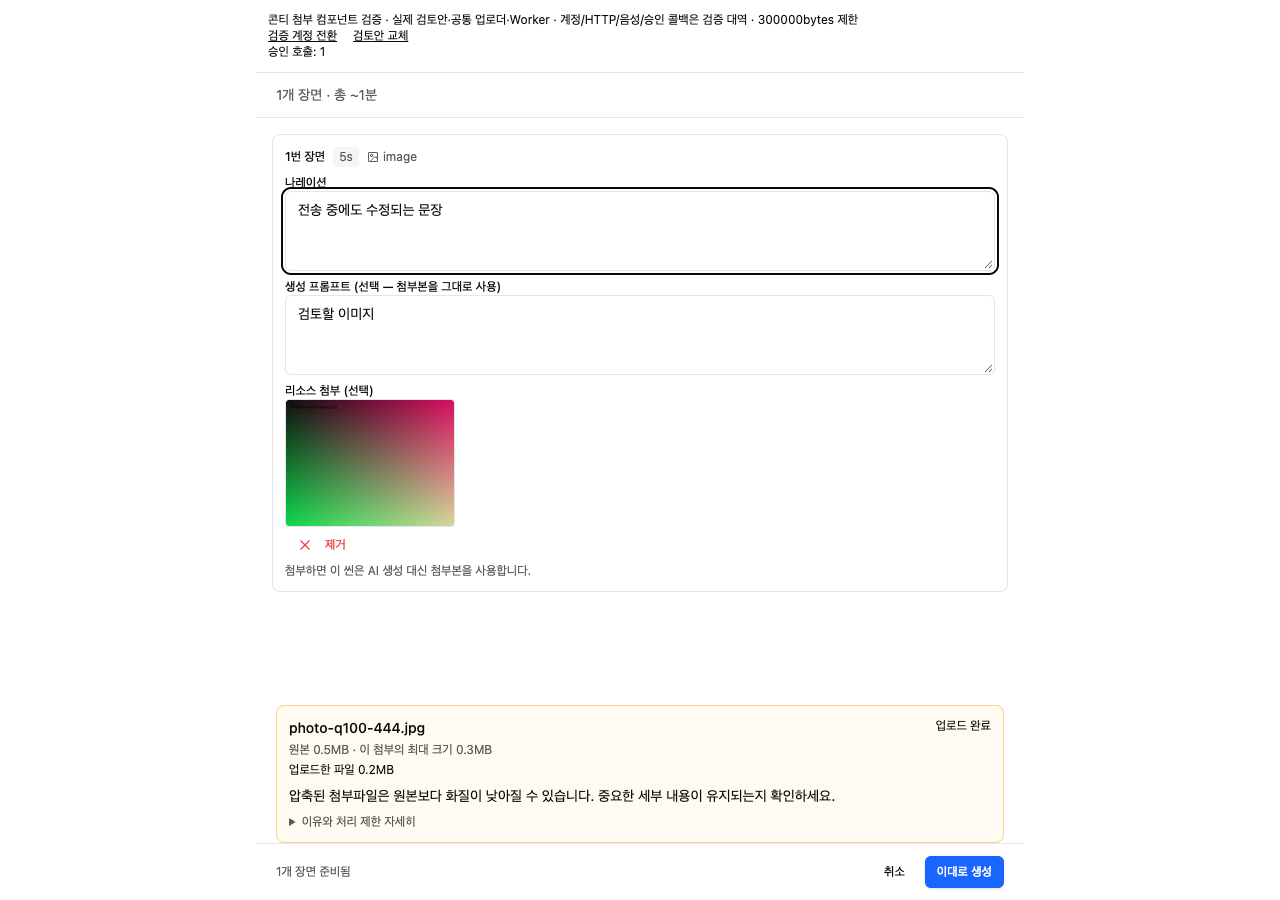 콘티 첨부 컴포넌트 검증 · 실제 검토안·공통 업로더·Worker · 계정/HTTP/음성/승인 콜백은 검증 대역 · 300000bytes 제한
검증 계정 전환 검토안 교체
승인 호출: 1
1개 장면 · 총 ~1분
1번 장면 5s image
나레이션
전송 중에도 수정되는 문장
생성 프롬프트 (선택 — 첨부본을 그대로 사용)
검토할 이미지
리소스 첨부 (선택)
제거
첨부하면 이 씬은 AI 생성 대신 첨부본을 사용합니다.
photo-q100-444.jpg 업로드 완료
원본 0.5MB · 이 첨부의 최대 크기 0.3MB
업로드한 파일 0.2MB
압축된 첨부파일은 원본보다 화질이 낮아질 수 있습니다. 중요한 세부 내용이 유지되는지 확인하세요.
이유와 처리 제한 자세히
1개 장면 준비됨 취소 이대로 생성